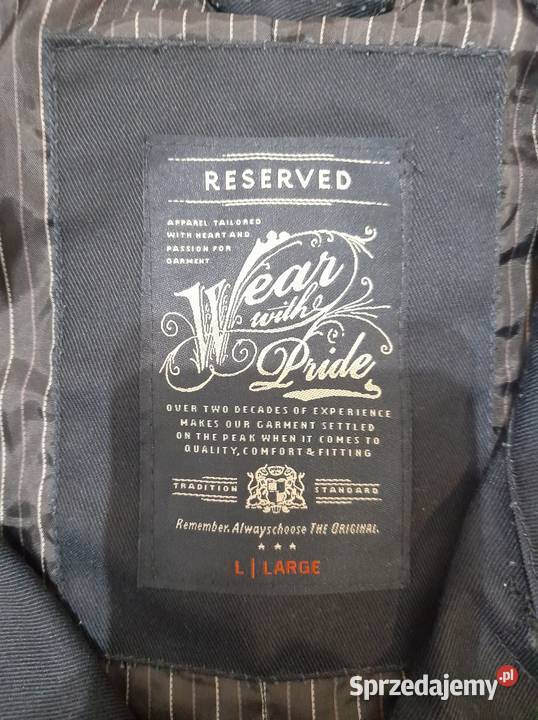 RESERVED
APPAREL TAILORED
WITH HEART AND
PASSION FOR
GARMENT
Wear
with
Pride
OVER TWO DECADES OF EXPERIENCE
MAKES OUR GARMENT SETTLED
ON THE PEAK WHEN IT COMES TO
QUALITY, COMFORT & FITTING
TRADITION STANDARD
Remember. Alwayschoose THE ORIGINAL.
L | LARGE
Sprzedajemy.pl